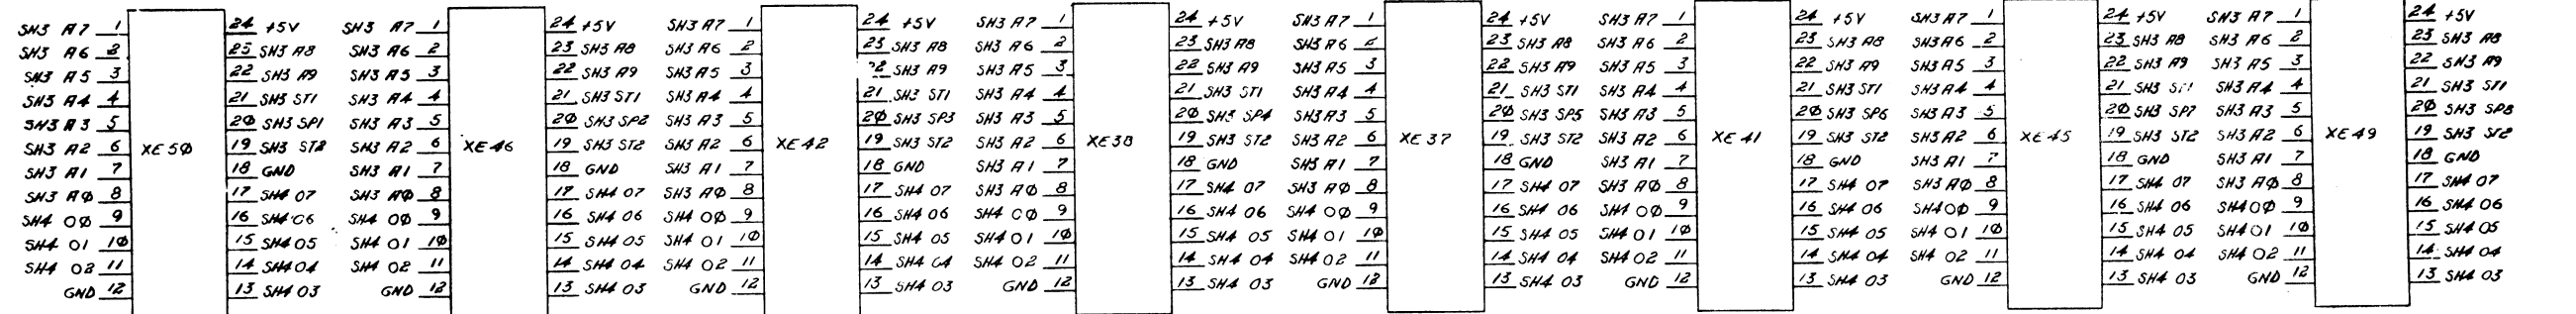 SH3 A7 1 24 +5V SH3 A7 1 24 +5V SH3 A7 1 24 +5V SH3 A7 1 24 +5V SH3 A7 1 24 +5V SH3 A7 1 24 +5V SH3 A7 1 24 +5V SH3 A7 1 24 +5V
SH3 A6 2 23 SH3 A8 SH3 A6 2 23 SH3 A8 SH3 A6 2 23 SH3 A8 SH3 A6 2 23 SH3 A8 SH3 A6 2 23 SH3 A8 SH3 A6 2 23 SH3 A8 SH3 A6 2 23 SH3 A8 SH3 A6 2 23 SH3 A8
SH3 A5 3 22 SH3 A9 SH3 A5 3 22 SH3 A9 SH3 A5 3 22 SH3 A9 SH3 A5 3 22 SH3 A9 SH3 A5 3 22 SH3 A9 SH3 A5 3 22 SH3 A9 SH3 A5 3 22 SH3 A9 SH3 A5 3 22 SH3 A9
SH3 A4 4 21 SH3 ST1 SH3 A4 4 21 SH3 ST1 SH3 A4 4 21 SH3 ST1 SH3 A4 4 21 SH3 ST1 SH3 A4 4 21 SH3 ST1 SH3 A4 4 21 SH3 ST1 SH3 A4 4 21 SH3 ST1 SH3 A4 4 21 SH3 ST1
SH3 A3 5 2Ø SH3 SP1 SH3 A3 5 2Ø SH3 SP2 SH3 A3 5 2Ø SH3 SP3 SH3 A3 5 2Ø SH3 SP4 SH3 A3 5 2Ø SH3 SP5 SH3 A3 5 2Ø SH3 SP6 SH3 A3 5 2Ø SH3 SP7 SH3 A3 5 2Ø SH3 SP8
SH3 A2 6 XE5Ø 19 SH3 ST2 SH3 A2 6 XE46 19 SH3 ST2 SH3 A2 6 XE42 19 SH3 ST2 SH3 A2 6 XE38 19 SH3 ST2 SH3 A2 6 XE37 19 SH3 ST2 SH3 A2 6 XE41 19 SH3 ST2 SH3 A2 6 XE45 19 SH3 ST2 SH3 A2 6 XE49 19 SH3 ST2
SH3 A1 7 18 GND SH3 A1 7 18 GND SH3 A1 7 18 GND SH3 A1 7 18 GND SH3 A1 7 18 GND SH3 A1 7 18 GND SH3 A1 7 18 GND SH3 A1 7 18 GND
SH3 AØ 8 17 SH4 O7 SH3 AØ 8 17 SH4 O7 SH3 AØ 8 17 SH4 O7 SH3 AØ 8 17 SH4 O7 SH3 AØ 8 17 SH4 O7 SH3 AØ 8 17 SH4 O7 SH3 AØ 8 17 SH4 O7 SH3 AØ 8 17 SH4 O7
SH4 OØ 9 16 SH4 O6 SH4 OØ 9 16 SH4 O6 SH4 OØ 9 16 SH4 O6 SH4 OØ 9 16 SH4 O6 SH4 OØ 9 16 SH4 O6 SH4 OØ 9 16 SH4 O6 SH4 OØ 9 16 SH4 O6 SH4 OØ 9 16 SH4 O6
SH4 O1 1Ø 15 SH4 O5 SH4 O1 1Ø 15 SH4 O5 SH4 O1 1Ø 15 SH4 O5 SH4 O1 1Ø 15 SH4 O5 SH4 O1 1Ø 15 SH4 O5 SH4 O1 1Ø 15 SH4 O5 SH4 O1 1Ø 15 SH4 O5 SH4 O1 1Ø 15 SH4 O5
SH4 O2 11 14 SH4 O4 SH4 O2 11 14 SH4 O4 SH4 O2 11 14 SH4 O4 SH4 O2 11 14 SH4 O4 SH4 O2 11 14 SH4 O4 SH4 O2 11 14 SH4 O4 SH4 O2 11 14 SH4 O4 SH4 O2 11 14 SH4 O4
GND 12 13 SH4 O3 GND 12 13 SH4 O3 GND 12 13 SH4 O3 GND 12 13 SH4 O3 GND 12 13 SH4 O3 GND 12 13 SH4 O3 GND 12 13 SH4 O3 GND 12 13 SH4 O3